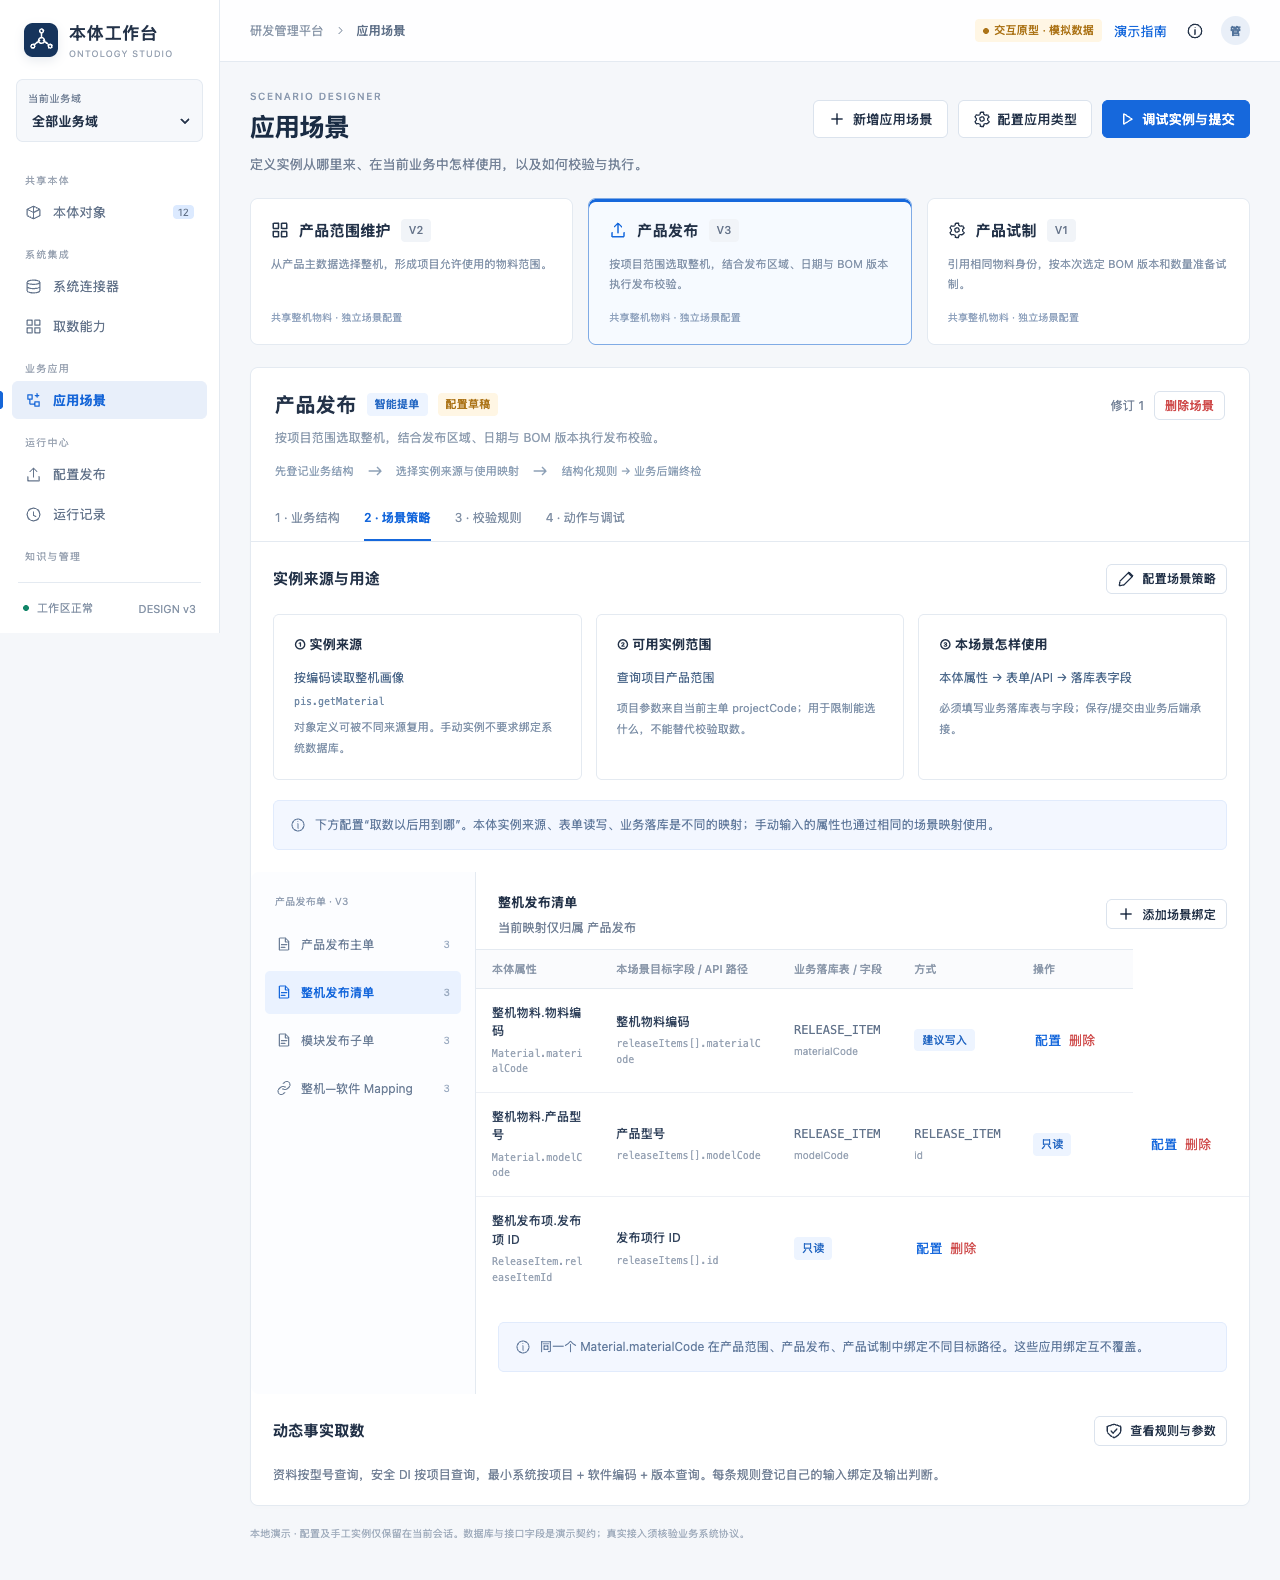 本体工作台
ONTOLOGY STUDIO
当前业务域
全部业务域
共享本体
本体对象 12
系统集成
系统连接器
取数能力
业务应用
应用场景
运行中心
配置发布
运行记录
知识与管理
工作区正常 DESIGN v3
研发管理平台 > 应用场景
交互原型 · 模拟数据 演示指南 管
SCENARIO DESIGNER
应用场景
定义实例从哪里来、在当前业务中怎样使用，以及如何校验与执行。
新增应用场景 配置应用类型 调试实例与提交
产品范围维护 V2
从产品主数据选择整机，形成项目允许使用的物料范围。
共享整机物料 · 独立场景配置
产品发布 V3
按项目范围选取整机，结合发布区域、日期与 BOM 版本
执行发布校验。
共享整机物料 · 独立场景配置
产品试制 V1
引用相同物料身份，按本次选定 BOM 版本和数量准备试
制。
共享整机物料 · 独立场景配置
产品发布 智能提单 配置草稿 修订 1 删除场景
按项目范围选取整机，结合发布区域、日期与 BOM 版本执行发布校验。
先登记业务结构 → 选择实例来源与使用映射 → 结构化规则 → 业务后端终检
1 · 业务结构 2 · 场景策略 3 · 校验规则 4 · 动作与调试
实例来源与用途 配置场景策略
① 实例来源
按编码读取整机画像
pis.getMaterial
对象定义可被不同来源复用。手动实例不要求绑定系
统数据库。
② 可用实例范围
查询项目产品范围
项目参数来自当前主单 projectCode；用于限制能选
什么，不能替代校验取数。
③ 本场景怎样使用
本体属性 → 表单/API → 落库表字段
必须填写业务落库表与字段；保存/提交由业务后端承
接。
下方配置“取数以后用到哪”。本体实例来源、表单读写、业务落库是不同的映射；手动输入的属性也通过相同的场景映射使用。
产品发布单 · V3
产品发布主单 3
整机发布清单 3
模块发布子单 3
整机—软件 Mapping 3
整机发布清单
当前映射仅归属 产品发布
添加场景绑定
本体属性 本场景目标字段 / API 路径 业务落库表 / 字段 方式 操作
整机物料.物料编
码
Material.materi
alCode
整机物料编码
releaseItems[].materialC
ode
RELEASE_ITEM
materialCode
建议写入
配置 删除
整机物料.产品型
号
Material.modelC
ode
产品型号
releaseItems[].modelCode
RELEASE_ITEM
modelCode
RELEASE_ITEM
id
只读
配置 删除
整机发布项.发布
项 ID
ReleaseItem.rel
easeItemId
发布项行 ID
releaseItems[].id
只读
配置 删除
同一个 Material.materialCode 在产品范围、产品发布、产品试制中绑定不同目标路径。这些应用绑定互不覆盖。
动态事实取数 查看规则与参数
资料按型号查询，安全 DI 按项目查询，最小系统按项目 + 软件编码 + 版本查询。每条规则登记自己的输入绑定及输出判断。
本地演示 · 配置及手工实例仅保留在当前会话。数据库与接口字段是演示契约；真实接入须核验业务系统协议。